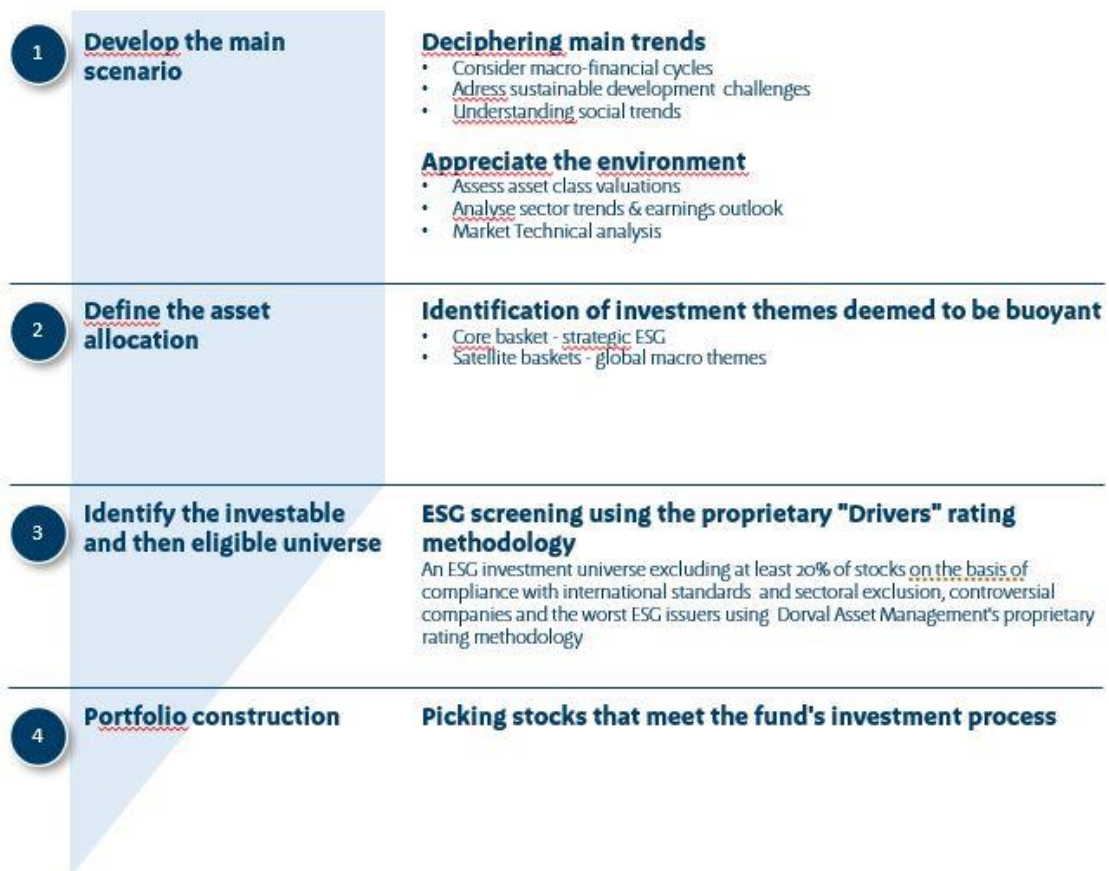 1
Develop the main
scenario
Deciphering main trends
• Consider macro-financial cycles
• Adress sustainable development challenges
• Understanding social trends
Appreciate the environment
• Assess asset class valuations
• Analyse sector trends & earnings outlook
• Market Technical analysis
2
Define the asset
allocation
Identification of investment themes deemed to be buoyant
• Core basket - strategic ESG
• Satellite baskets - global macro themes
3
Identify the investable
and then eligible universe
ESG screening using the proprietary "Drivers" rating
methodology
An ESG investment universe excluding at least 20% of stocks on the basis of
compliance with international standards and sectoral exclusion, controversial
companies and the worst ESG issuers using Dorval Asset Management's proprietary
rating methodology
4
Portfolio construction
Picking stocks that meet the fund's investment process